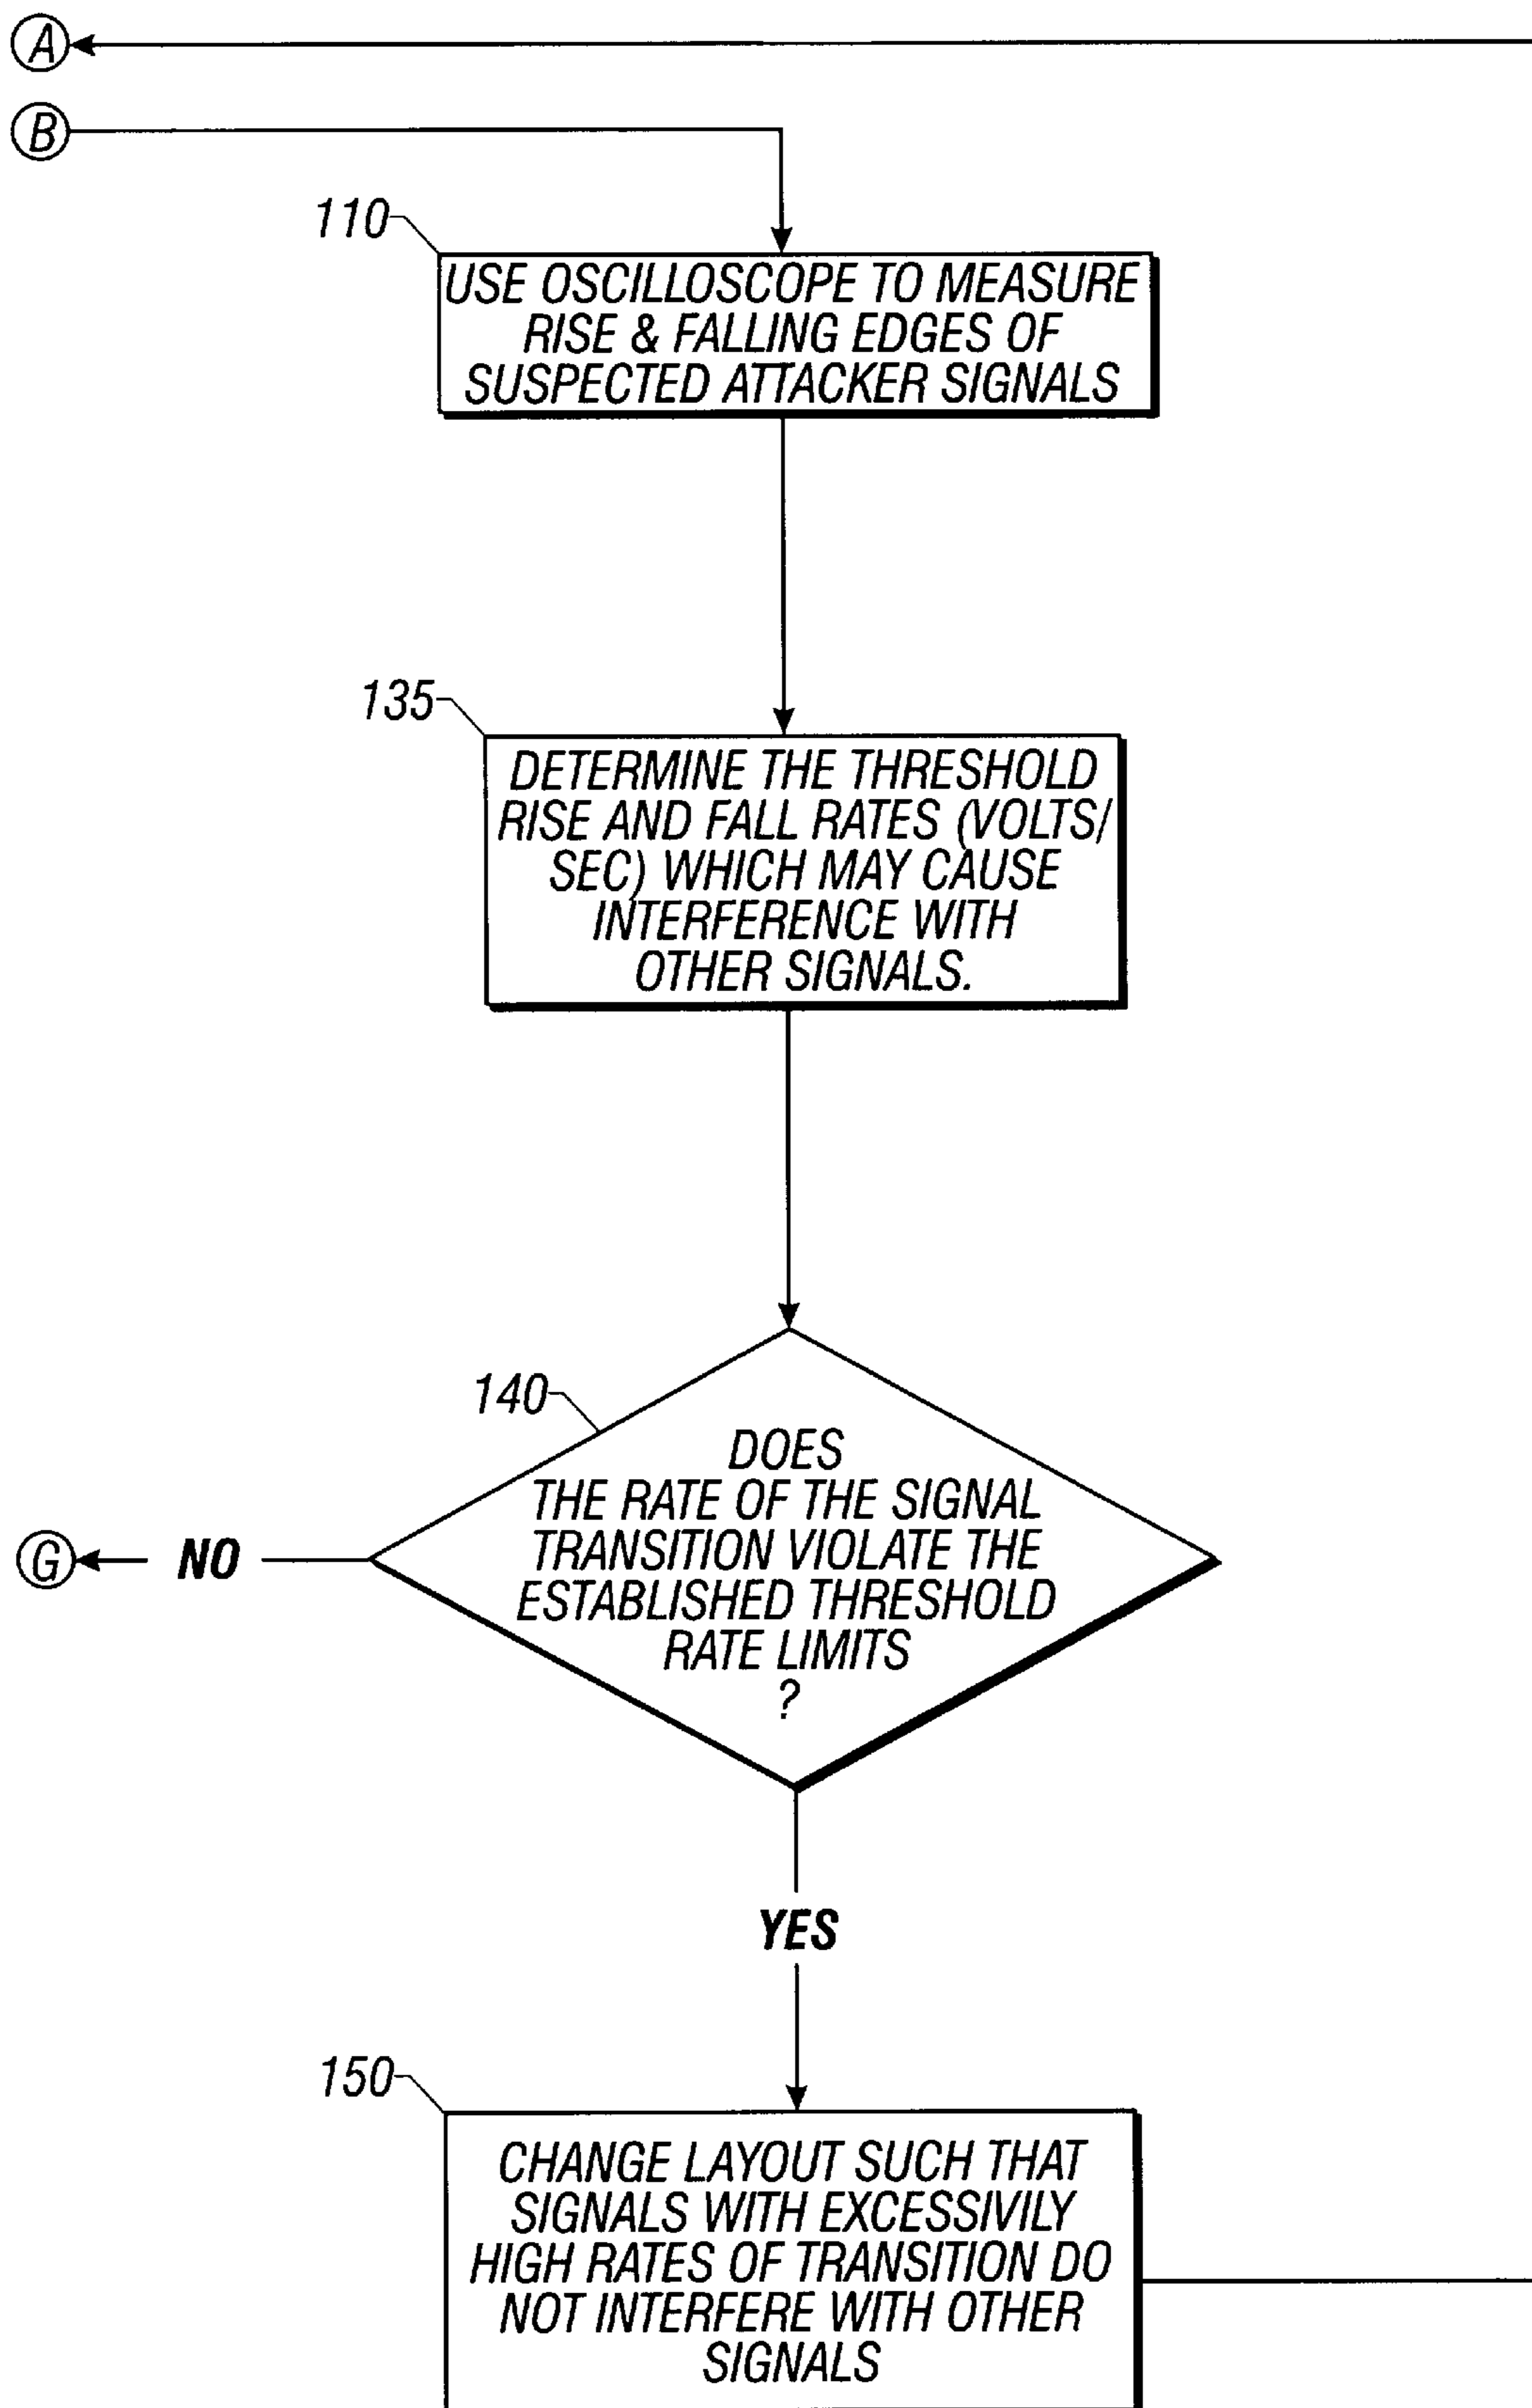 A
B
110
USE OSCILLOSCOPE TO MEASURE
RISE & FALLING EDGES OF
SUSPECTED ATTACKER SIGNALS
135
DETERMINE THE THRESHOLD
RISE AND FALL RATES (VOLTS/
SEC) WHICH MAY CAUSE
INTERFERENCE WITH
OTHER SIGNALS.
140
DOES
THE RATE OF THE SIGNAL
TRANSITION VIOLATE THE
ESTABLISHED THRESHOLD
RATE LIMITS
?
G
NO
YES
150
CHANGE LAYOUT SUCH THAT
SIGNALS WITH EXCESSIVILY
HIGH RATES OF TRANSITION DO
NOT INTERFERE WITH OTHER
SIGNALS